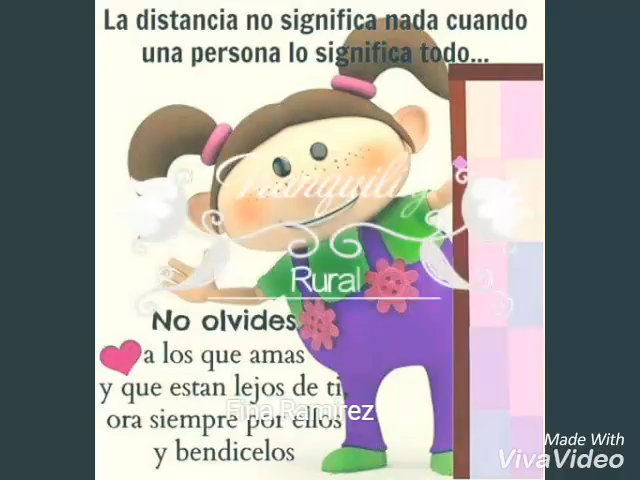 La distancia no significa nada cuando
una persona lo significa todo...
Tranquility
Rural
No olvides
a los que amas
y que estan lejos de ti,
ora siempre por ellos
Fina Ramirez
y bendicelos
Made With
VivaVideo